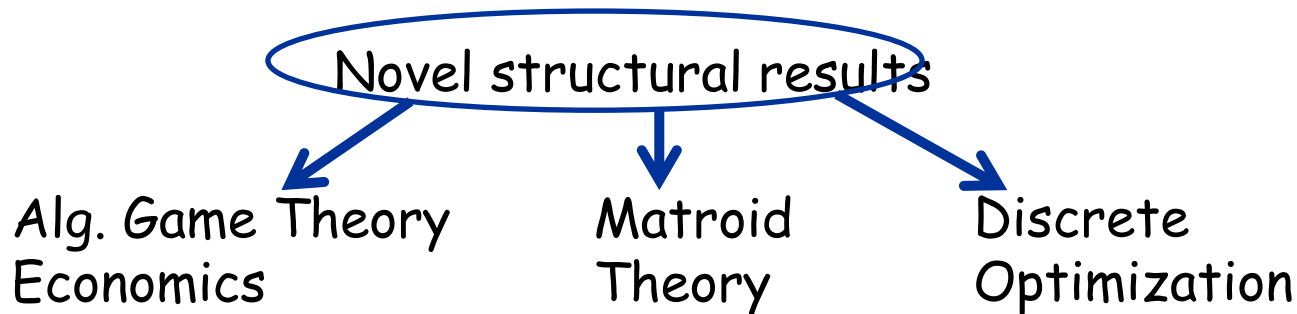 Novel structural results
Alg. Game Theory
Economics
Matroid
Theory
Discrete
Optimization